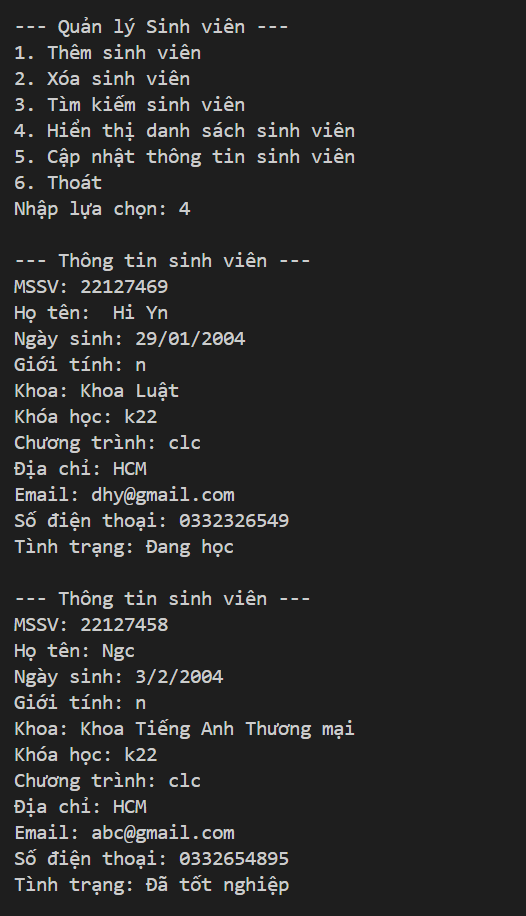 --- Quản lý Sinh viên ---
1. Thêm sinh viên
2. Xóa sinh viên
3. Tìm kiếm sinh viên
4. Hiển thị danh sách sinh viên
5. Cập nhật thông tin sinh viên
6. Thoát
Nhập lựa chọn: 4

--- Thông tin sinh viên ---
MSSV: 22127469
Họ tên:  Hi Yn
Ngày sinh: 29/01/2004
Giới tính: n
Khoa: Khoa Luật
Khóa học: k22
Chương trình: clc
Địa chỉ: HCM
Email: dhy@gmail.com
Số điện thoại: 0332326549
Tình trạng: Đang học

--- Thông tin sinh viên ---
MSSV: 22127458
Họ tên: Ngc
Ngày sinh: 3/2/2004
Giới tính: n
Khoa: Khoa Tiếng Anh Thương mại
Khóa học: k22
Chương trình: clc
Địa chỉ: HCM
Email: abc@gmail.com
Số điện thoại: 0332654895
Tình trạng: Đã tốt nghiệp